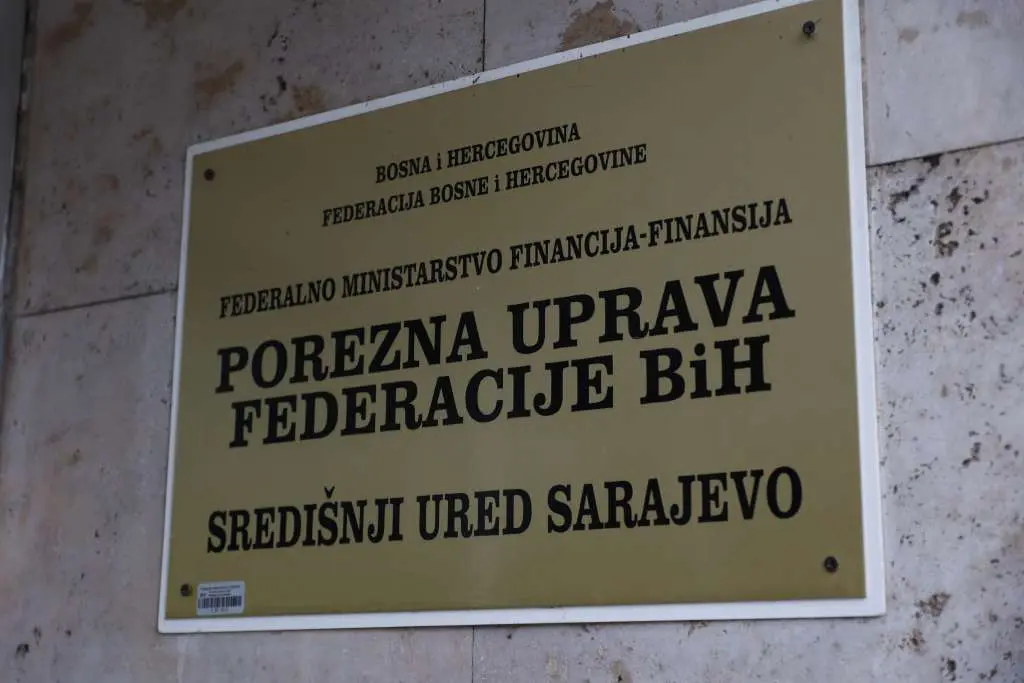 BOSNA i HERCEGOVINA
FEDERACIJA BOSNE i HERCEGOVINE
FEDERALNO MINISTARSTVO FINANCIJA-FINANSIJA
POREZNA UPRAVA
FEDERACIJE BiH
SREDIŠNJI URED SARAJEVO